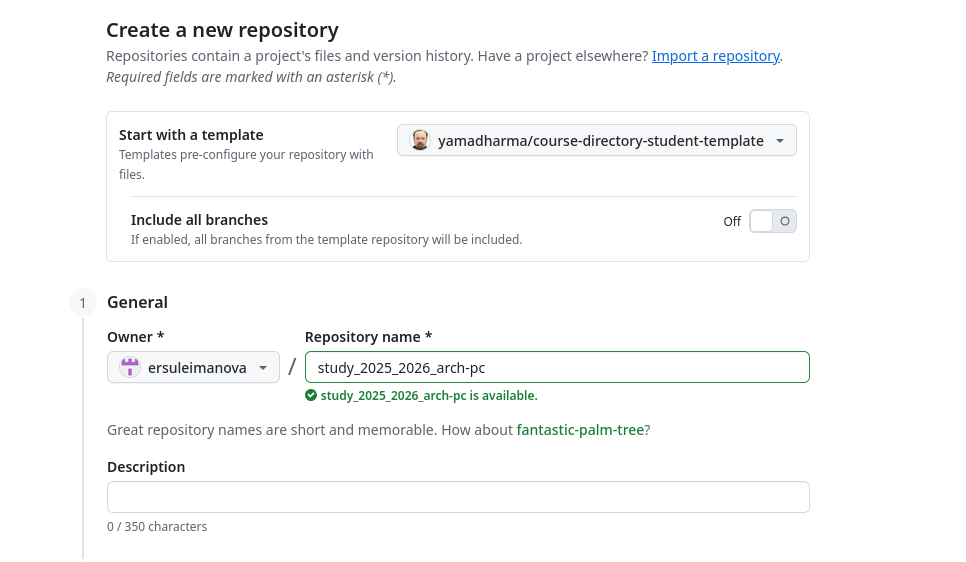 Create a new repository
Repositories contain a project's files and version history. Have a project elsewhere? Import a repository.
Required fields are marked with an asterisk (*).
Start with a template
Templates pre-configure your repository with
files.
yamadharma/course-directory-student-template
Include all branches
If enabled, all branches from the template repository will be included.
Off
1 General
Owner *
Repository name *
ersuleimanova / study_2025_2026_arch-pc
study_2025_2026_arch-pc is available.
Great repository names are short and memorable. How about fantastic-palm-tree?
Description
0 / 350 characters